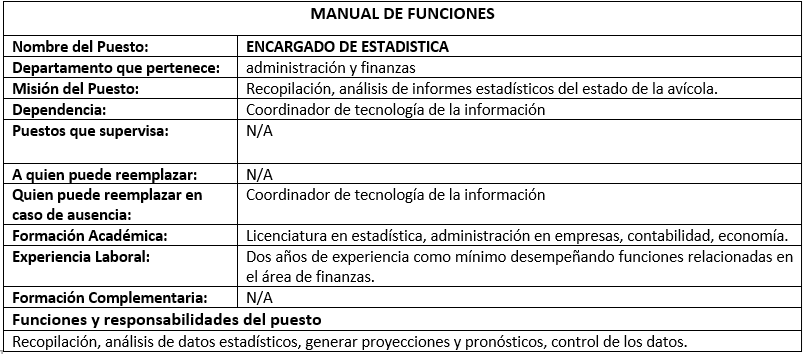 MANUAL DE FUNCIONES
Nombre del Puesto: ENCARGADO DE ESTADISTICA
Departamento que pertenece: administración y finanzas
Misión del Puesto: Recopilación, análisis de informes estadísticos del estado de la avícola.
Dependencia: Coordinador de tecnología de la información
Puestos que supervisa: N/A
A quien puede reemplazar: N/A
Quien puede reemplazar en Coordinador de tecnología de la información
caso de ausencia:
Formación Académica: Licenciatura en estadística, administración en empresas, contabilidad, economía.
Experiencia Laboral: Dos años de experiencia como mínimo desempeñando funciones relacionadas en
el área de finanzas.
Formación Complementaria: N/A
Funciones y responsabilidades del puesto
Recopilación, análisis de datos estadísticos, generar proyecciones y pronósticos, control de los datos.